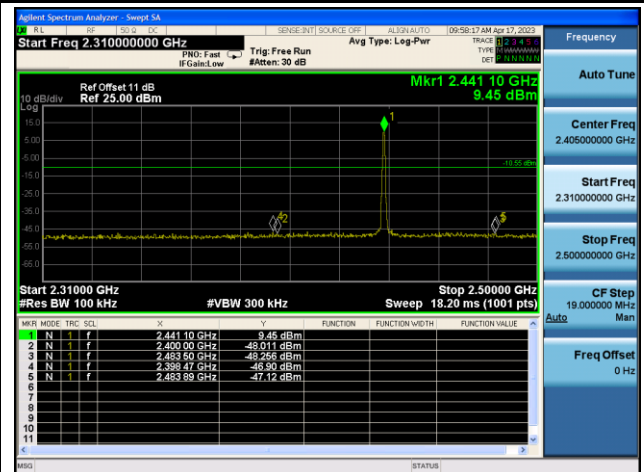 Agilent Spectrum Analyzer - Swept SA
RL RF 50 Ω DC SENSE:INT SOURCE OFF ALIGN AUTO 09:58:17 AM Apr 17, 2023
Start Freq 2.310000000 GHz
PNO: Fast
IFGain:Low
Trig: Free Run
#Atten: 30 dB
Avg Type: Log-Pwr
TRACE 1 2 3 4 5 6
TYPE
DET P N N N N N
Ref Offset 11 dB
Ref 25.00 dBm
10 dB/div
Log
Mkr1 2.441 10 GHz
9.45 dBm
15.0
5.00
-5.00
-10.55 dBm
-15.0
-25.0
-35.0
-45.0
-55.0
-65.0
1
2
5
Start 2.31000 GHz
Stop 2.50000 GHz
#Res BW 100 kHz
#VBW 300 kHz
Sweep 18.20 ms (1001 pts)
MKR MODE TRC SCL X Y FUNCTION FUNCTION WIDTH FUNCTION VALUE
1 N 1 f 2.441 10 GHz 9.45 dBm
2 N 1 f 2.400 00 GHz -48.011 dBm
3 N 1 f 2.483 50 GHz -48.256 dBm
4 N 1 f 2.398 47 GHz -46.90 dBm
5 N 1 f 2.483 89 GHz -47.12 dBm
6
7
8
9
10
11
MSG
STATUS
Frequency
Auto Tune
Center Freq
2.405000000 GHz
Start Freq
2.310000000 GHz
Stop Freq
2.500000000 GHz
CF Step
19.000000 MHz
Auto Man
Freq Offset
0 Hz